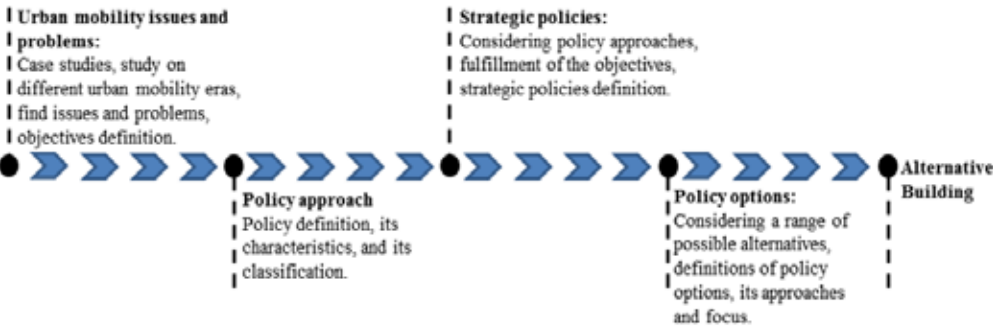 Urban mobility issues and
problems:
Case studies, study on
different urban mobility eras,
find issues and problems,
objectives definition.
Policy approach
Policy definition, its
characteristics, and its
classification.
Strategic policies:
Considering policy approaches,
fulfillment of the objectives,
strategic policies definition.
Policy options:
Considering a range of
possible alternatives,
definitions of policy
options, its approaches
and focus.
Alternative
Building